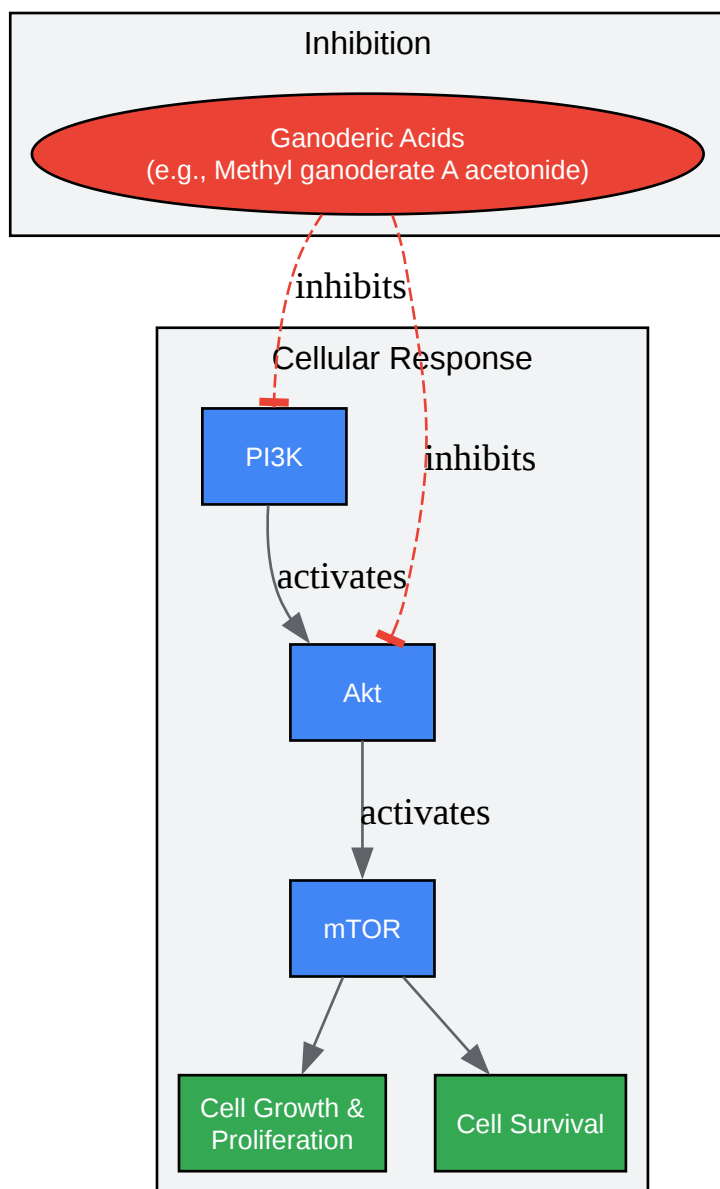 Inhibition
Ganoderic Acids
(e.g., Methyl ganoderate A acetonide)
inhibits
Cellular Response
PI3K
inhibits
activates
Akt
activates
mTOR
Cell Growth &
Proliferation
Cell Survival